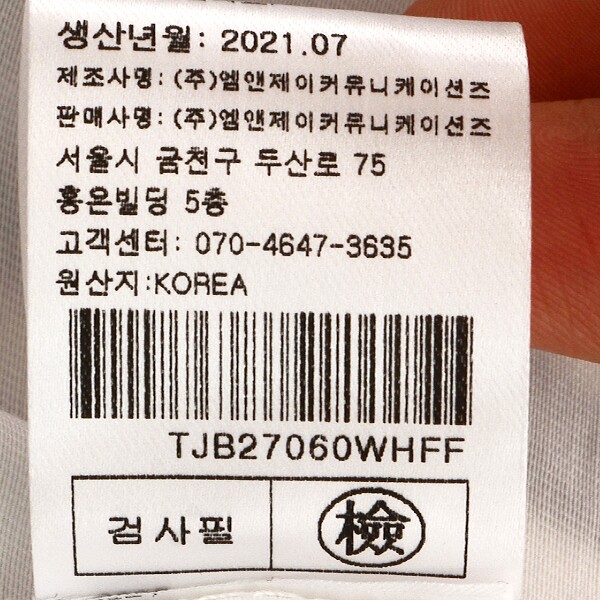 생산년월: 2021.07
제조사명: (주)엠앤제이커뮤니케이션즈
판매사명: (주)엠앤제이커뮤니케이션즈
서울시 금천구 두산로 75
홍온빌딩 5층
고객센터: 070-4647-3635
원산지:KOREA
TJB27060WHFF
검사필 檢